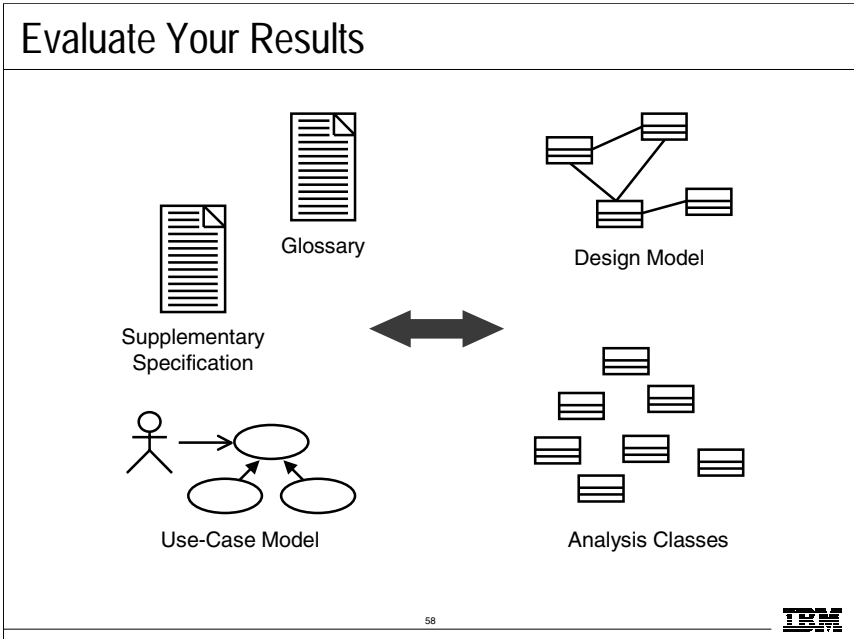 Evaluate Your Results
Glossary
Design Model
Supplementary
Specification
Use-Case Model
Analysis Classes
58
IBM